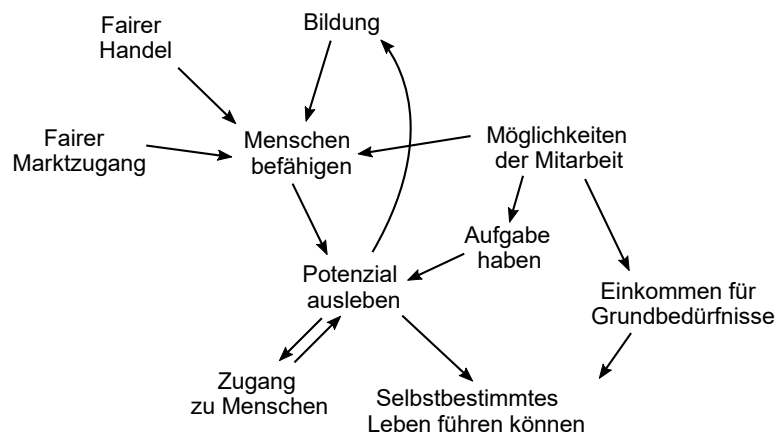 Fairer
Handel
Bildung
Fairer
Marktzugang
Menschen
befähigen
Möglichkeiten
der Mitarbeit
Aufgabe
haben
Potenzial
ausleben
Einkommen für
Grundbedürfnisse
Zugang
zu Menschen
Selbstbestimmtes
Leben führen können